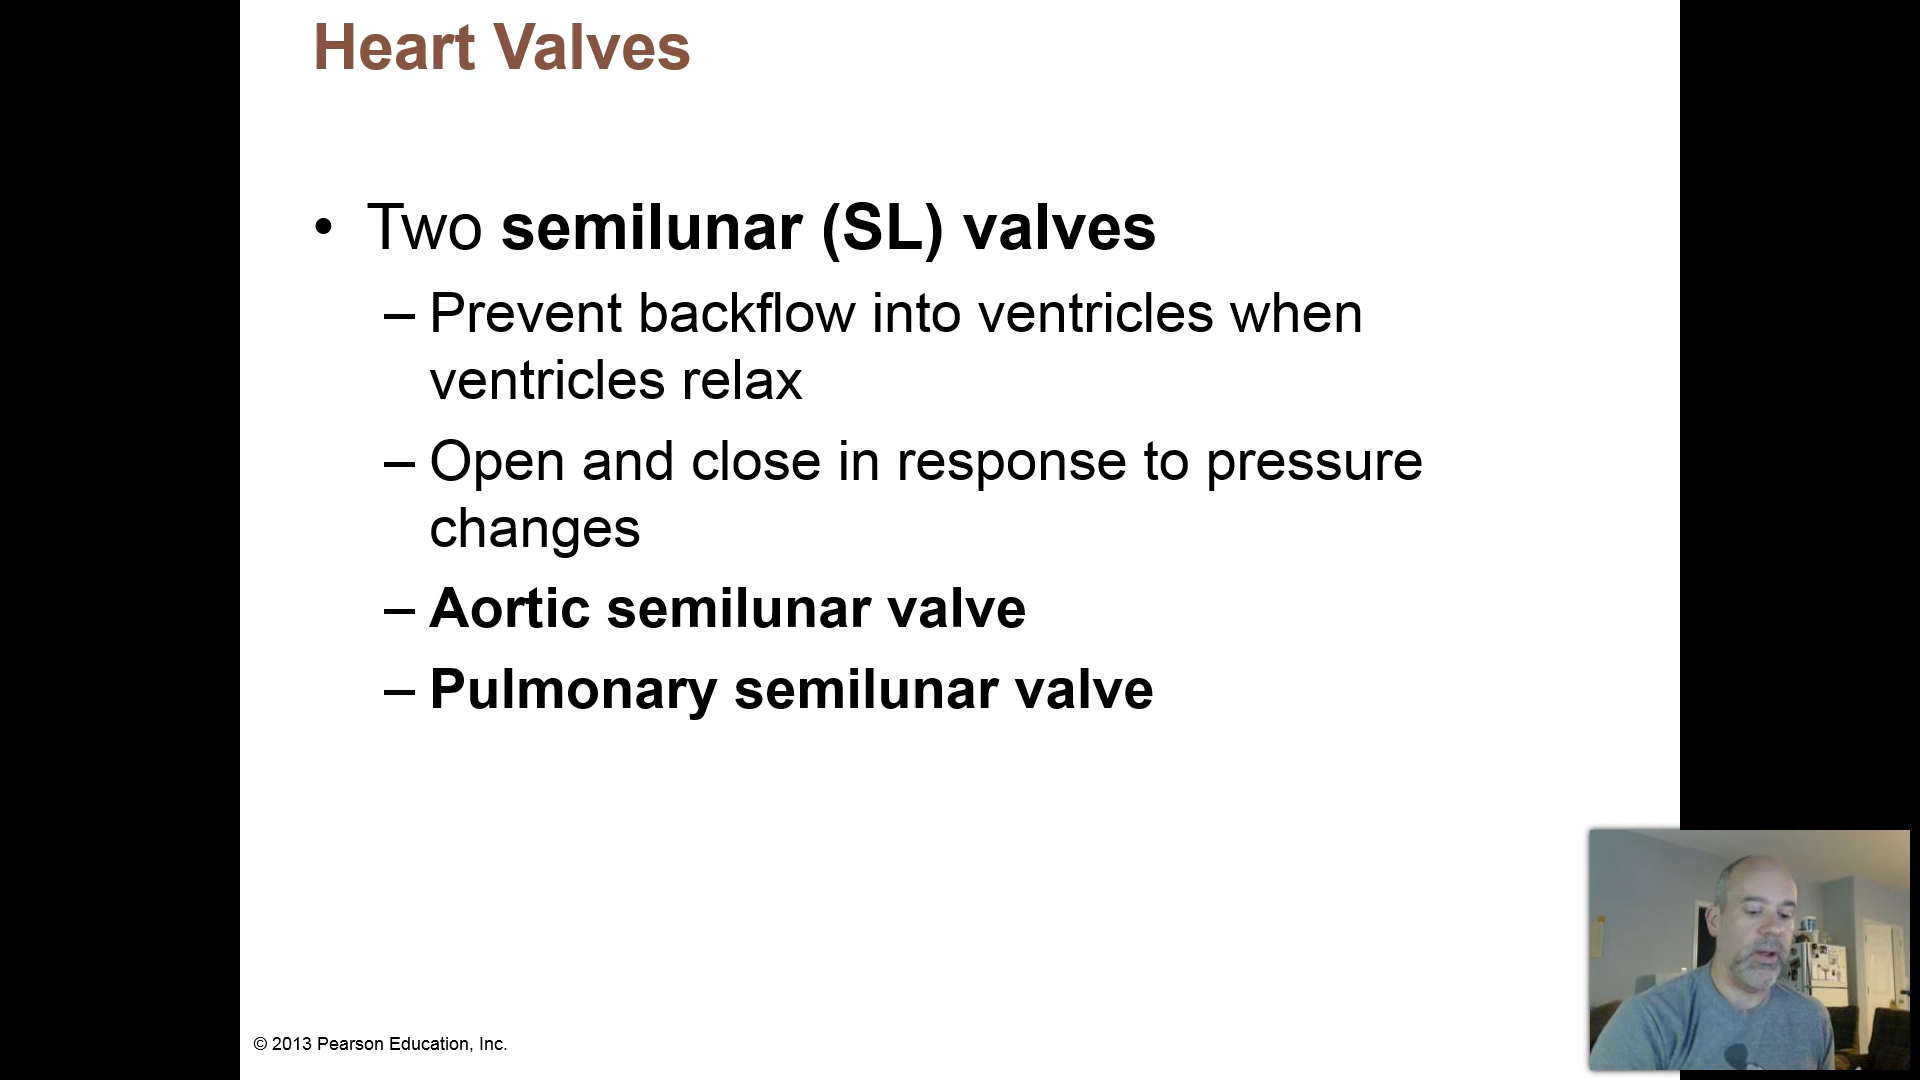 Heart Valves
• Two semilunar (SL) valves
– Prevent backflow into ventricles when
ventricles relax
– Open and close in response to pressure
changes
– Aortic semilunar valve
– Pulmonary semilunar valve
© 2013 Pearson Education, Inc.